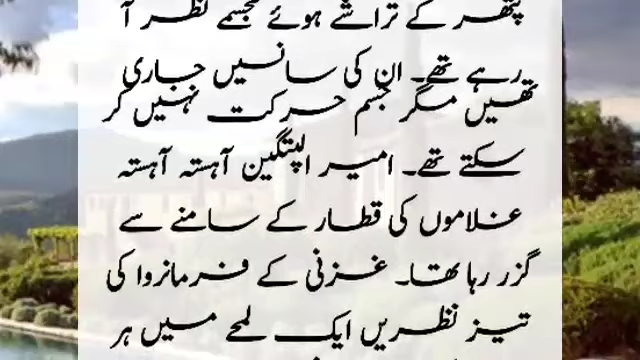 پتھر کے تراشے ہوئے مجسمے نظر آ
رہے تھے۔ ان کی سانسیں جاری
تھیں مگر جسم حرکت نہیں کر
سکتے تھے۔ امیر الپتگین آہستہ آہستہ
غلاموں کی قطار کے سامنے سے
گزر رہا تھا۔ غزنی کے فرمانروا کی
تیز نظریں ایک لمحے میں ہر